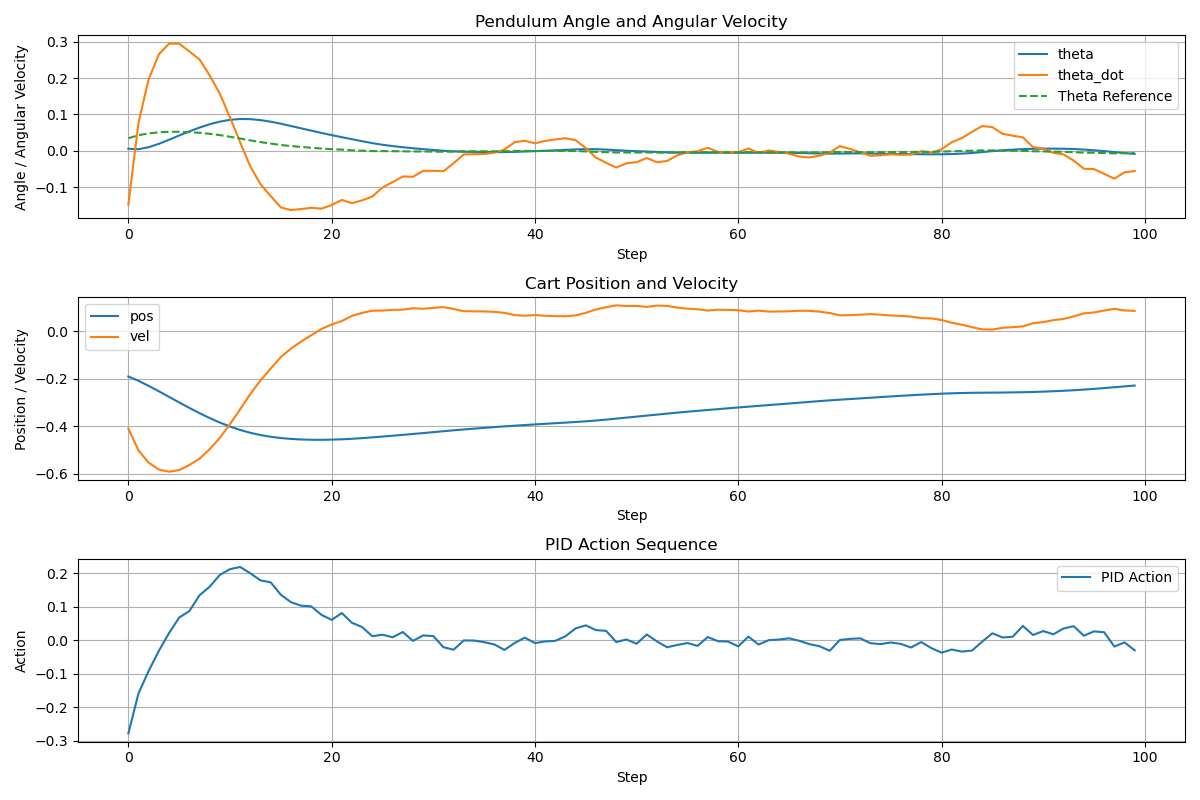 Pendulum Angle and Angular Velocity
Angle / Angular Velocity
0.3
0.2
0.1
0.0
−0.1
theta
theta_dot
Theta Reference
0 20 40 60 80 100
Step
Cart Position and Velocity
Position / Velocity
0.0
−0.2
−0.4
−0.6
pos
vel
0 20 40 60 80 100
Step
PID Action Sequence
Action
0.2
0.1
0.0
−0.1
−0.2
−0.3
PID Action
0 20 40 60 80 100
Step